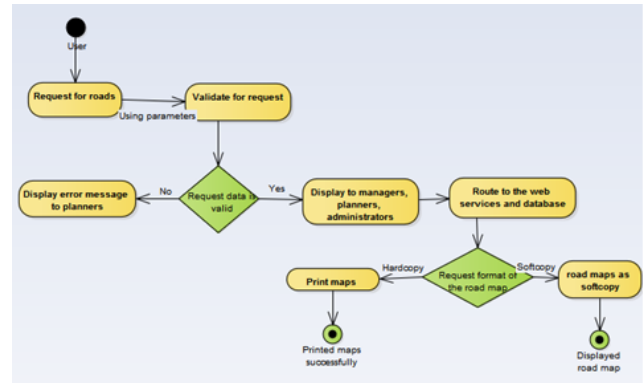 User
Request for roads
Validate for request
Using parameters
Display error message
to planners
No
Request data is
valid
Yes
Display to managers,
planners,
administrators
Route to the web
services and database
Print maps
Hardcopy
Request format of
the road map
Softcopy
road maps as
softcopy
Printed maps
successfully
Displayed
road map